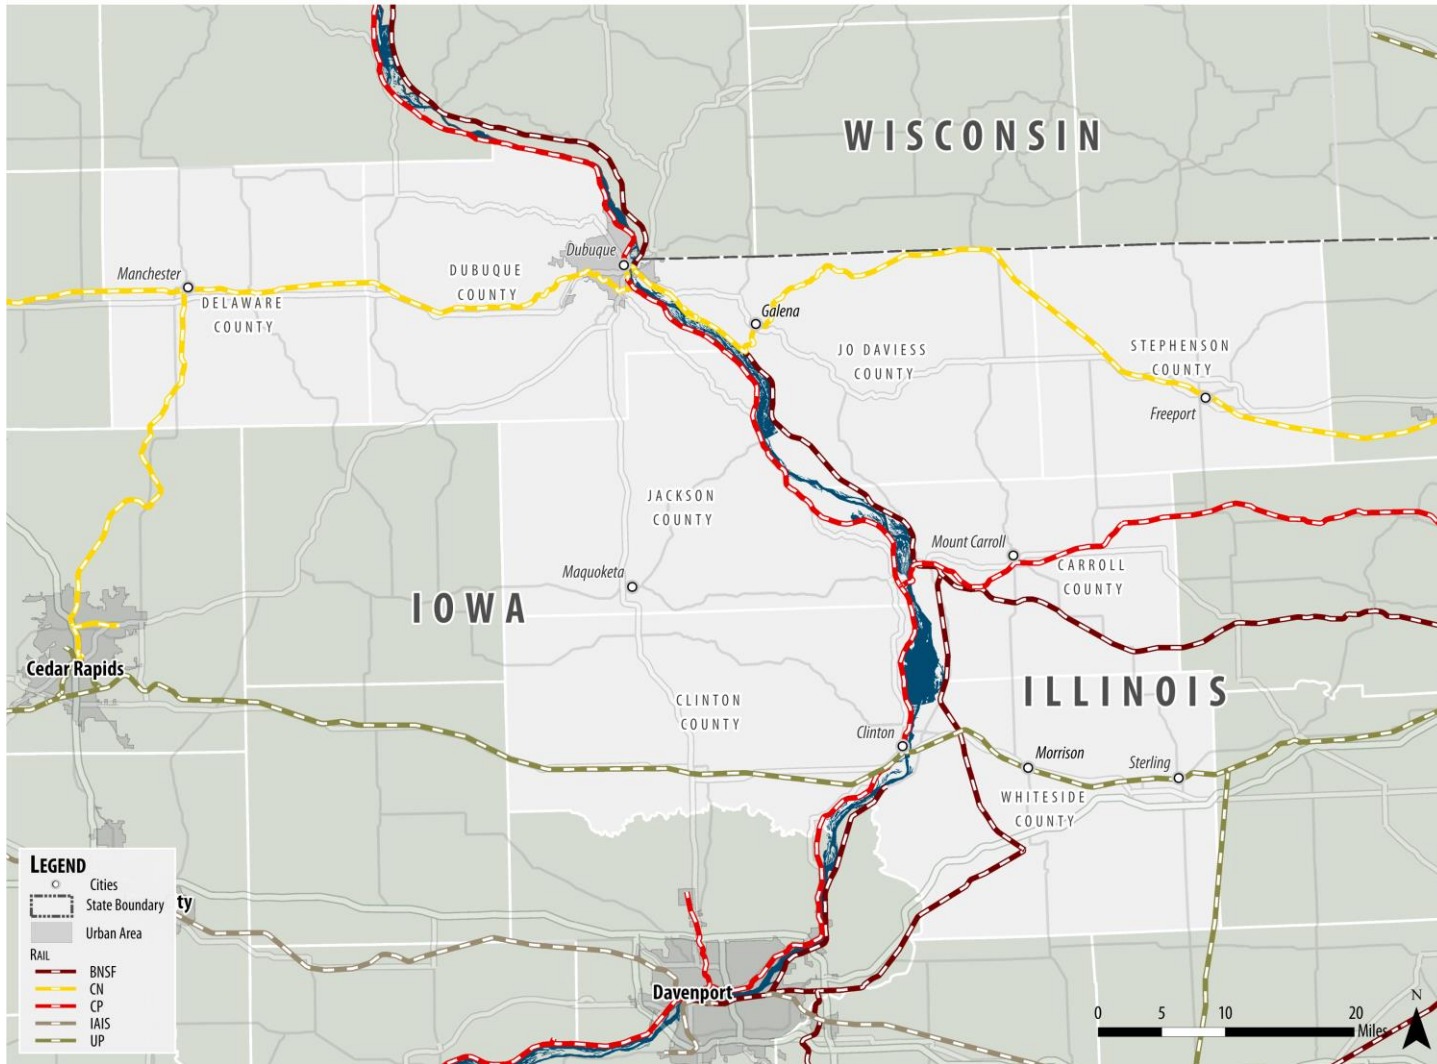 WISCONSIN
Dubuque
Manchester
DUBUQUE
COUNTY
DELAWARE
COUNTY
Galena
JO DAVIESS
COUNTY
STEPHENSON
COUNTY
Freeport
JACKSON
COUNTY
Mount Carroll
CARROLL
COUNTY
Maquoketa
IOWA
Cedar Rapids
ILLINOIS
CLINTON
COUNTY
Clinton
Morrison
Sterling
WHITESIDE
COUNTY
LEGEND
Cities
State Boundary
ty
Urban Area
RAIL
BNSF
CN
CP
IAIS
UP
Davenport
N
0 5 10 20
Miles